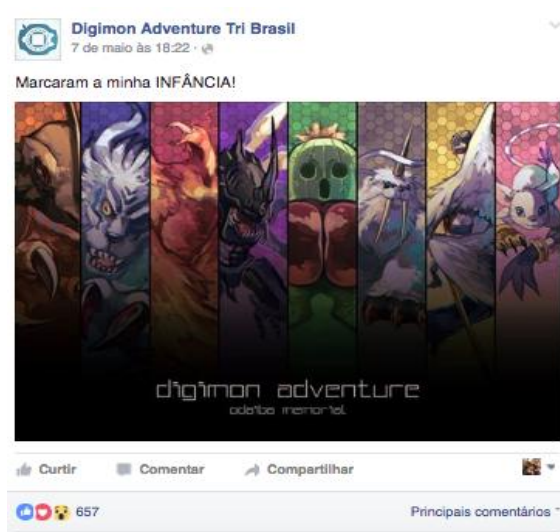 Digimon Adventure Tri Brasil
7 de maio às 18:22 ·
Marcaram a minha INFÂNCIA!
digimon adventure
odaiba memorial
Curtir Comentar Compartilhar
657 Principais comentários